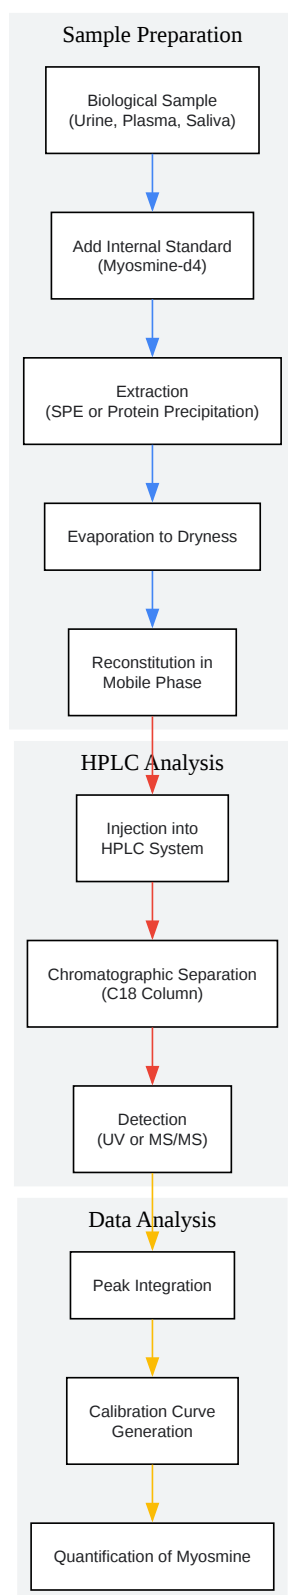 Sample Preparation
Biological Sample
(Urine, Plasma, Saliva)
Add Internal Standard
(Myosmine-d4)
Extraction
(SPE or Protein Precipitation)
Evaporation to Dryness
Reconstitution in
Mobile Phase
HPLC Analysis
Injection into
HPLC System
Chromatographic Separation
(C18 Column)
Detection
(UV or MS/MS)
Data Analysis
Peak Integration
Calibration Curve
Generation
Quantification of Myosmine